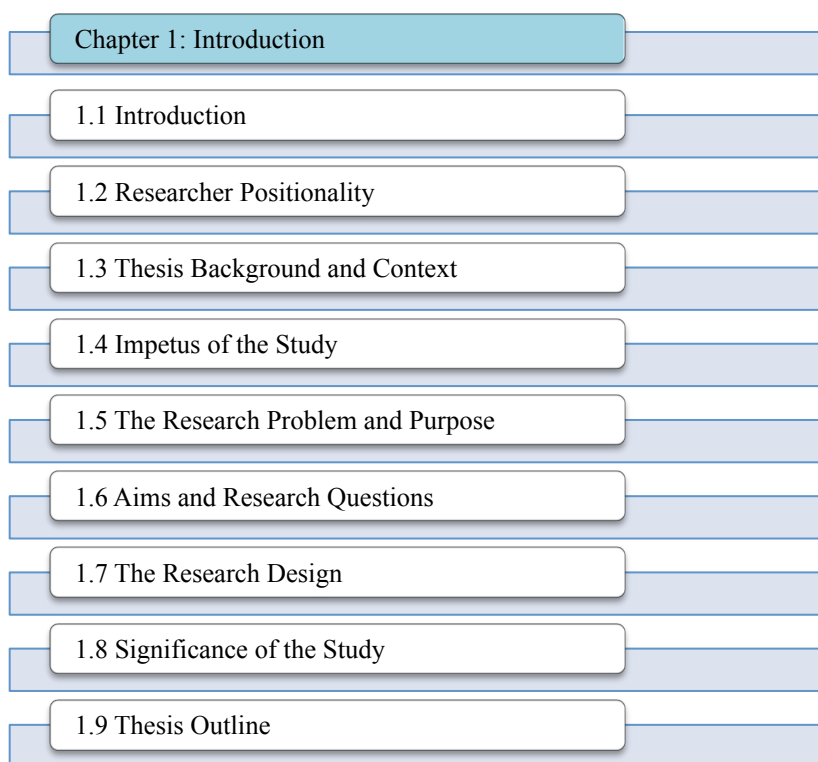 Chapter 1: Introduction
1.1 Introduction
1.2 Researcher Positionality
1.3 Thesis Background and Context
1.4 Impetus of the Study
1.5 The Research Problem and Purpose
1.6 Aims and Research Questions
1.7 The Research Design
1.8 Significance of the Study
1.9 Thesis Outline